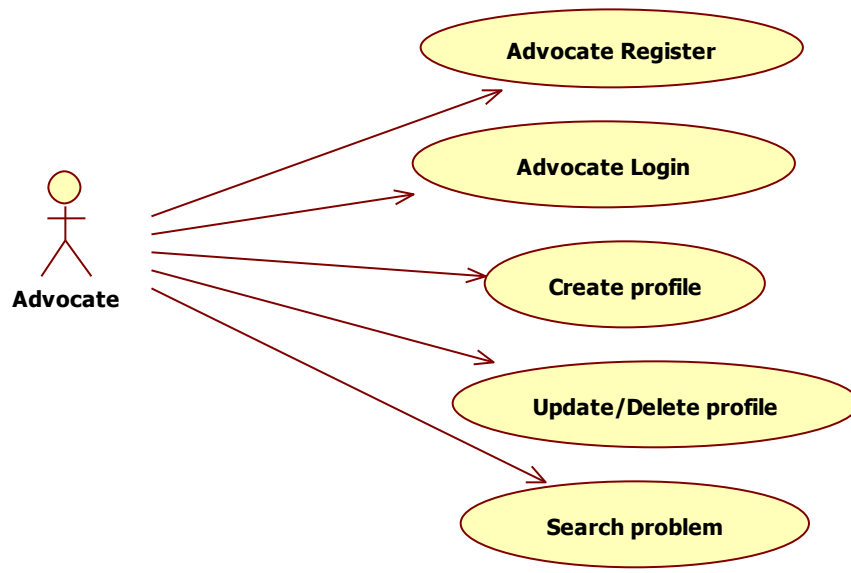 Advocate Register
Advocate Login
Advocate
Create profile
Update/Delete profile
Search problem